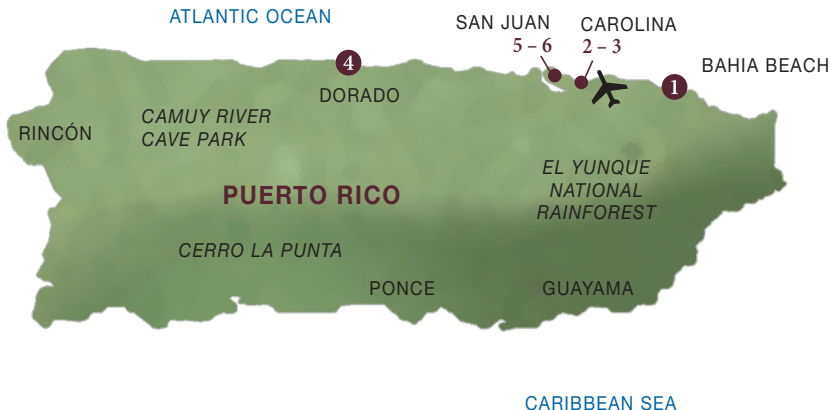 ATLANTIC OCEAN
SAN JUAN
5 – 6
CAROLINA
2 – 3
4
DORADO
1
BAHIA BEACH
RINCÓN
CAMUY RIVER
CAVE PARK
EL YUNQUE
NATIONAL
RAINFOREST
PUERTO RICO
CERRO LA PUNTA
PONCE
GUAYAMA
CARIBBEAN SEA